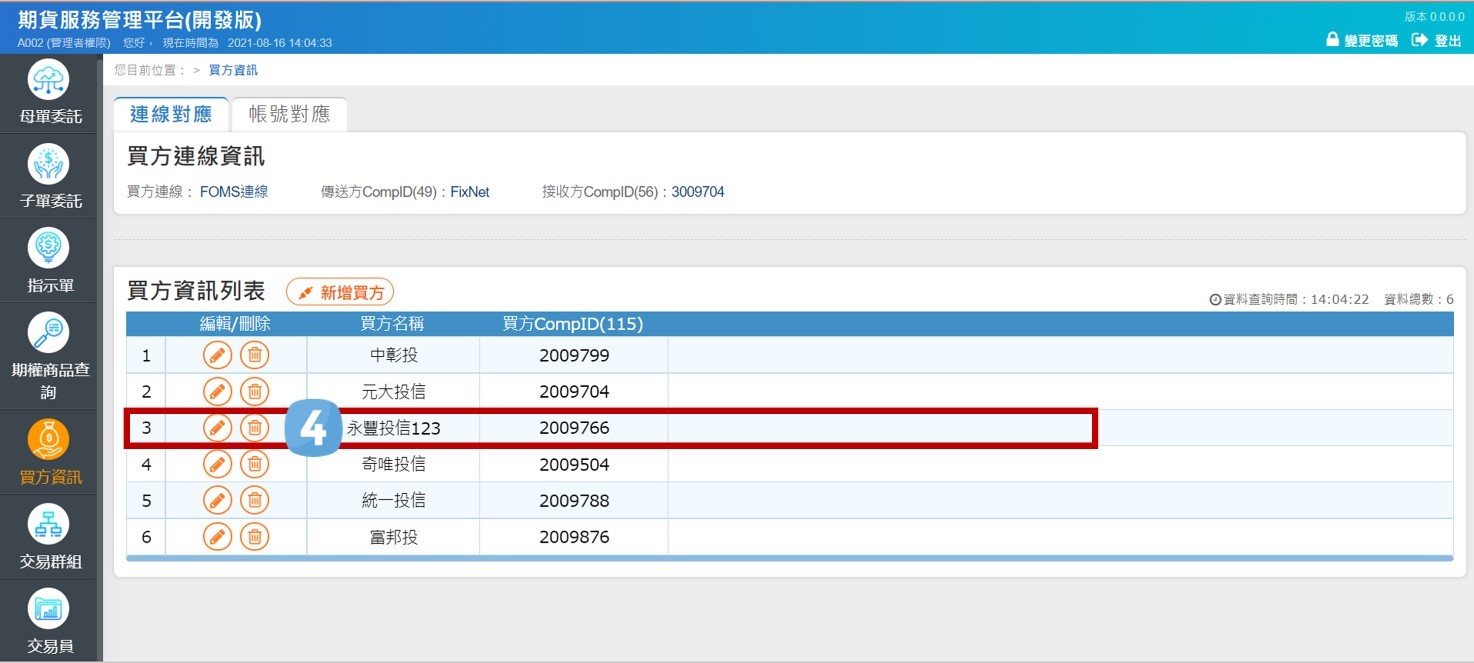 期貨服務管理平台(開發版)
版本 0.0.0.0
A002 (管理者權限) 您好， 現在時間為 2021-08-16 14:04:33
變更密碼 登出
母單委託
子單委託
指示單
期權商品查
詢
買方資訊
交易群組
交易員
您目前位置： > 買方資訊
連線對應 帳號對應
買方連線資訊
買方連線： FOMS連線 傳送方CompID(49)：FixNet 接收方CompID(56)：3009704
買方資訊列表 新增買方
資料查詢時間：14:04:22 資料總數：6
編輯/刪除 買方名稱 買方CompID(115)
1 中彰投 2009799
2 元大投信 2009704
3 4 永豐投信123 2009766
4 奇唯投信 2009504
5 統一投信 2009788
6 富邦投 2009876